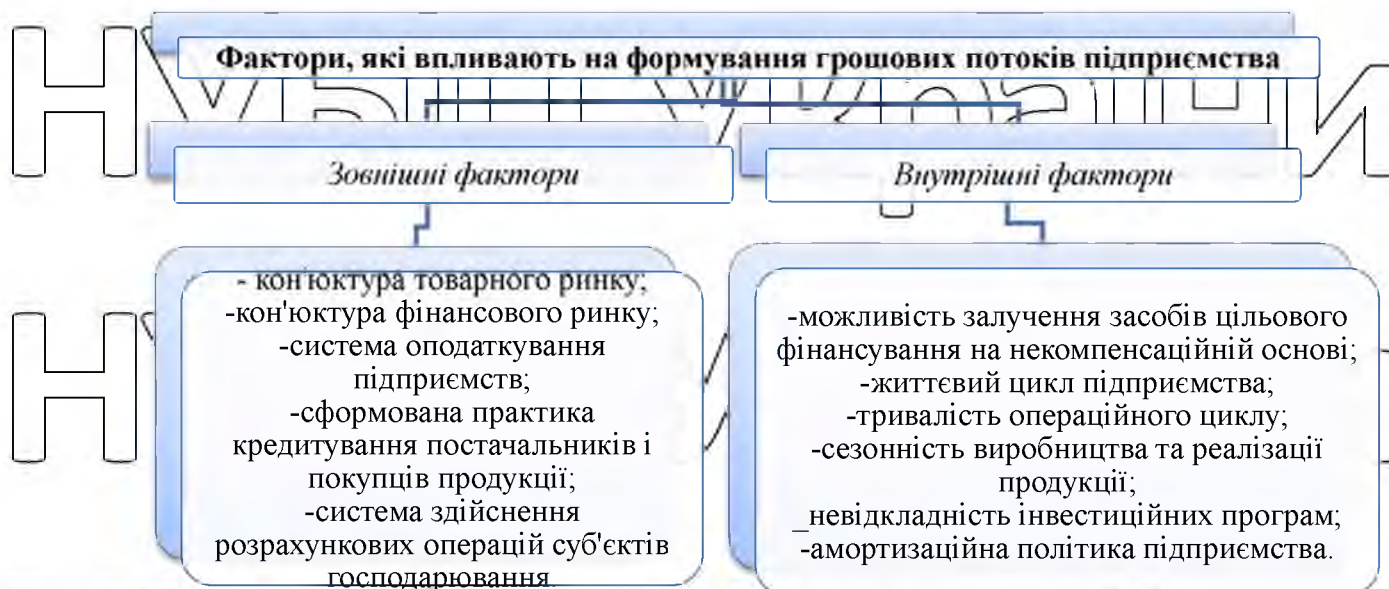 Фактори, які впливають на формування грошових потоків підприємства
Зовнішні фактори
Внутрішні фактори
- кон'юктура товарного ринку;
-кон'юктура фінансового ринку;
-система оподаткування
підприємств;
-сформована практика
кредитування постачальників і
покупців продукції;
-система здійснення
розрахункових операцій суб'єктів
господарювання.
-можливість залучення засобів цільового
фінансування на некомпенсаційній основі;
-життєвий цикл підприємства;
-тривалість операційного циклу;
-сезонність виробництва та реалізації
продукції;
_невідкладність інвестиційних програм;
-амортизаційна політика підприємства.